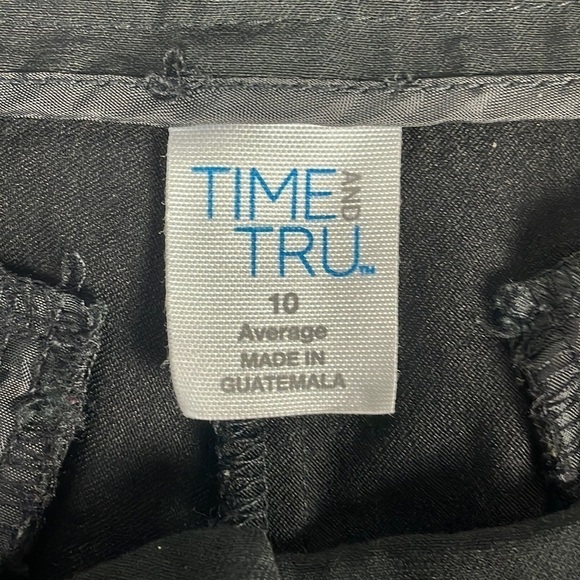 TIME AND
TRU™
10
Average
MADE IN
GUATEMALA